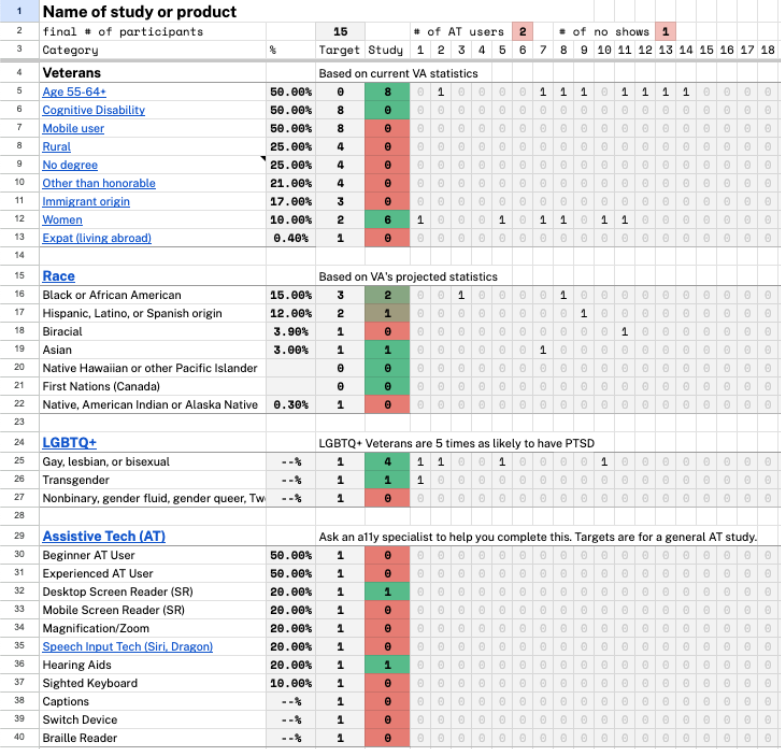 1 Name of study or product
2 final # of participants 15 # of AT users 2 # of no shows 1
3 Category % Target Study 1 2 3 4 5 6 7 8 9 10 11 12 13 14 15 16 17 18
4 Veterans Based on current VA statistics
5 Age 55-64+ 50.00% 0 8 0 1 0 0 0 0 1 1 1 0 1 1 1 1 0 0 0 0
6 Cognitive Disability 50.00% 8 0 0 0 0 0 0 0 0 0 0 0 0 0 0 0 0 0 0 0
7 Mobile user 50.00% 8 0 0 0 0 0 0 0 0 0 0 0 0 0 0 0 0 0 0 0
8 Rural 25.00% 4 0 0 0 0 0 0 0 0 0 0 0 0 0 0 0 0 0 0 0
9 No degree 25.00% 4 0 0 0 0 0 0 0 0 0 0 0 0 0 0 0 0 0 0 0
10 Other than honorable 21.00% 4 0 0 0 0 0 0 0 0 0 0 0 0 0 0 0 0 0 0 0
11 Immigrant origin 17.00% 3 0 0 0 0 0 0 0 0 0 0 0 0 0 0 0 0 0 0 0
12 Women 10.00% 2 6 1 0 0 0 1 0 1 1 0 1 1 0 0 0 0 0 0 0
13 Expat (living abroad) 0.40% 1 0 0 0 0 0 0 0 0 0 0 0 0 0 0 0 0 0 0 0
14
15 Race Based on VA's projected statistics
16 Black or African American 15.00% 3 2 0 0 1 0 0 0 0 1 0 0 0 0 0 0 0 0 0 0
17 Hispanic, Latino, or Spanish origin 12.00% 2 1 0 0 0 0 0 0 0 0 1 0 0 0 0 0 0 0 0 0
18 Biracial 3.90% 1 0 0 0 0 0 0 0 0 0 0 0 1 0 0 0 0 0 0 0
19 Asian 3.00% 1 1 0 0 0 0 0 0 1 0 0 0 0 0 0 0 0 0 0 0
20 Native Hawaiian or other Pacific Islander 0 0 0 0 0 0 0 0 0 0 0 0 0 0 0 0 0 0 0 0
21 First Nations (Canada) 0 0 0 0 0 0 0 0 0 0 0 0 0 0 0 0 0 0 0 0
22 Native, American Indian or Alaska Native 0.30% 1 0 0 0 0 0 0 0 0 0 0 0 0 0 0 0 0 0 0 0
23
24 LGBTQ+ LGBTQ+ Veterans are 5 times as likely to have PTSD
25 Gay, lesbian, or bisexual --% 1 4 1 1 0 0 1 0 0 0 0 1 0 0 0 0 0 0 0 0
26 Transgender --% 1 1 1 0 0 0 0 0 0 0 0 0 0 0 0 0 0 0 0 0
27 Nonbinary, gender fluid, gender queer, Tw --% 1 0 0 0 0 0 0 0 0 0 0 0 0 0 0 0 0 0 0 0
28
29 Assistive Tech (AT) Ask an a11y specialist to help you complete this. Targets are for a general AT study.
30 Beginner AT User 50.00% 1 0 0 0 0 0 0 0 0 0 0 0 0 0 0 0 0 0 0 0
31 Experienced AT User 50.00% 1 0 0 0 0 0 0 0 0 0 0 0 0 0 0 0 0 0 0 0
32 Desktop Screen Reader (SR) 20.00% 1 1 0 0 0 0 0 0 0 0 0 0 0 0 0 0 0 0 0 0
33 Mobile Screen Reader (SR) 20.00% 1 0 0 0 0 0 0 0 0 0 0 0 0 0 0 0 0 0 0 0
34 Magnification/Zoom 20.00% 1 0 0 0 0 0 0 0 0 0 0 0 0 0 0 0 0 0 0 0
35 Speech Input Tech (Siri, Dragon) 20.00% 1 0 0 0 0 0 0 0 0 0 0 0 0 0 0 0 0 0 0 0
36 Hearing Aids 20.00% 1 1 0 0 0 0 0 0 0 0 0 0 0 0 0 0 0 0 0 0
37 Sighted Keyboard 10.00% 1 0 0 0 0 0 0 0 0 0 0 0 0 0 0 0 0 0 0 0
38 Captions --% 1 0 0 0 0 0 0 0 0 0 0 0 0 0 0 0 0 0 0 0
39 Switch Device --% 1 0 0 0 0 0 0 0 0 0 0 0 0 0 0 0 0 0 0 0
40 Braille Reader --% 1 0 0 0 0 0 0 0 0 0 0 0 0 0 0 0 0 0 0 0